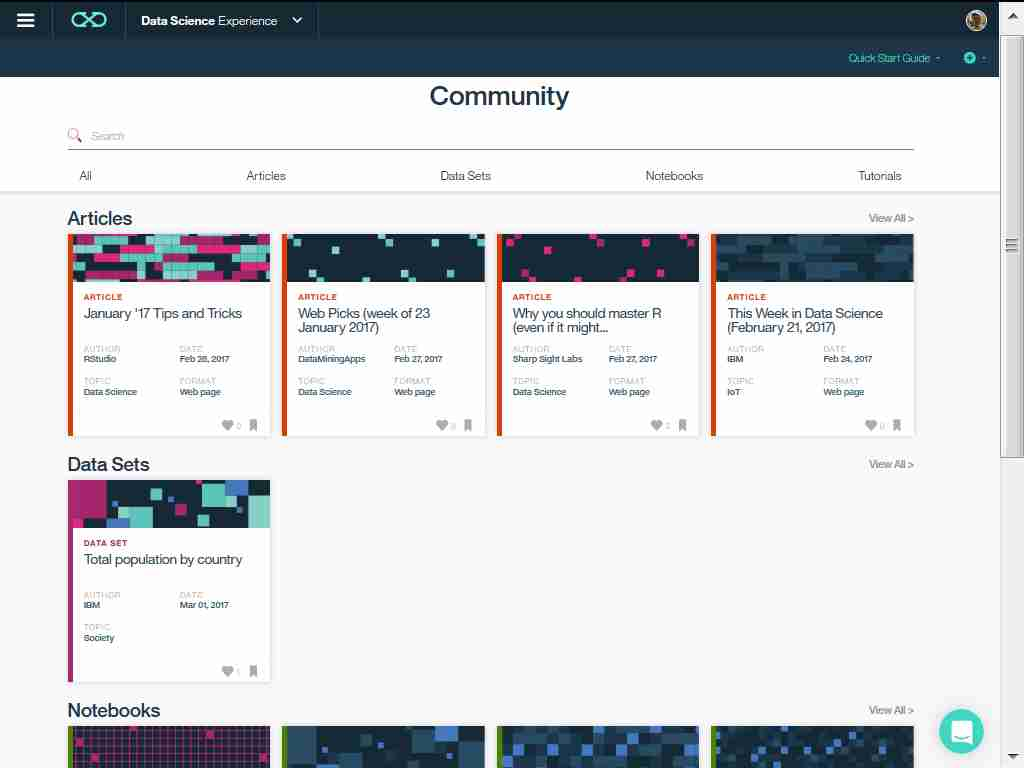 Data Science Experience
Quick Start Guide
Community
Search
All Articles Data Sets Notebooks Tutorials
Articles View All >
ARTICLE
January '17 Tips and Tricks
AUTHOR DATE
RStudio Feb 28, 2017
TOPIC FORMAT
Data Science Web page
0
ARTICLE
Web Picks (week of 23
January 2017)
AUTHOR DATE
DataMiningApps Feb 27, 2017
TOPIC FORMAT
Data Science Web page
0
ARTICLE
Why you should master R
(even if it might...
AUTHOR DATE
Sharp Sight Labs Feb 27, 2017
TOPIC FORMAT
Data Science Web page
ARTICLE
This Week in Data Science
(February 21, 2017)
AUTHOR DATE
IBM Feb 24, 2017
TOPIC FORMAT
IoT Web page
0
Data Sets View All >
DATA SET
Total population by country
AUTHOR DATE
IBM Mar 01, 2017
TOPIC
Society
Notebooks View All >